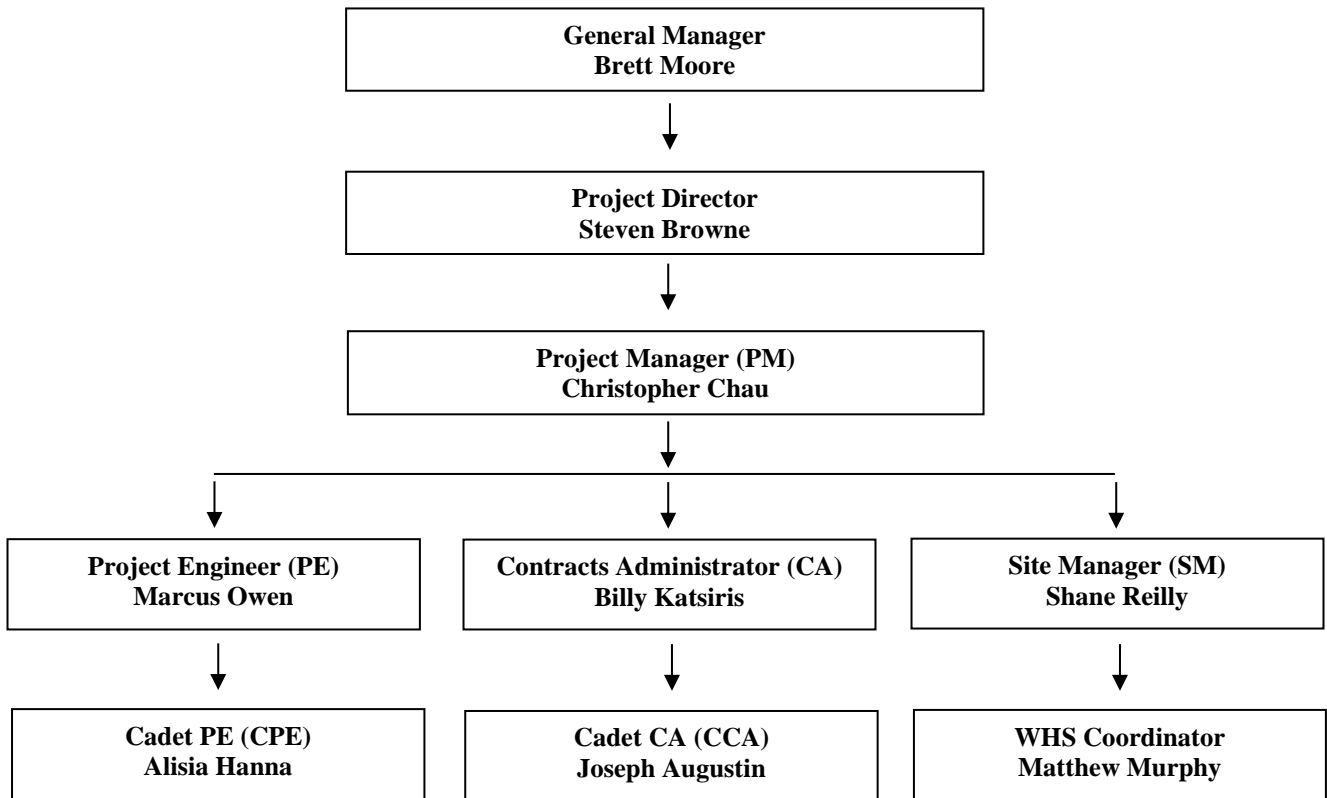 General Manager
Brett Moore
Project Director
Steven Browne
Project Manager (PM)
Christopher Chau
Project Engineer (PE)
Marcus Owen
Contracts Administrator (CA)
Billy Katsiris
Site Manager (SM)
Shane Reilly
Cadet PE (CPE)
Alisia Hanna
Cadet CA (CCA)
Joseph Augustin
WHS Coordinator
Matthew Murphy